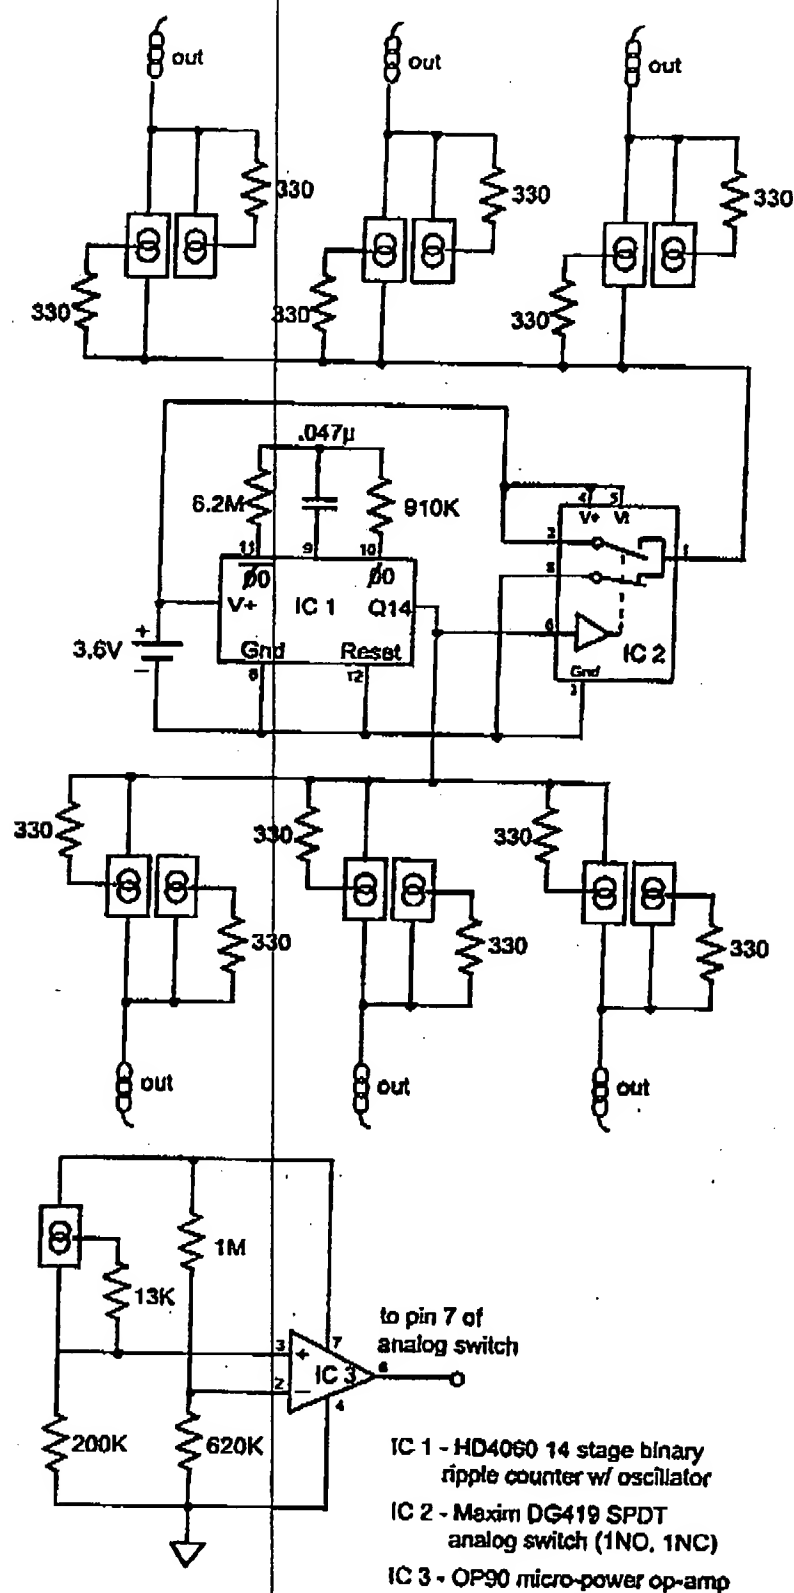 out
out
out
330
330
330
330
330
330
.047µ
6.2M
910K
4
5
V+
Vl
11
9
10
2
1
Ø0
Ø0
V+
IC 1
Q14
8
6
3.6V
+
−
Gnd
Reset
IC 2
8
12
Gnd
3
330
330
330
330
330
330
out
out
out
1M
13K
to pin 7 of
analog switch
3
+
7
IC 3
6
2
−
4
200K
620K
IC 1 - HD4060 14 stage binary
ripple counter w/ oscillator
IC 2 - Maxim DG419 SPDT
analog switch (1NO, 1NC)
IC 3 - OP90 micro-power op-amp